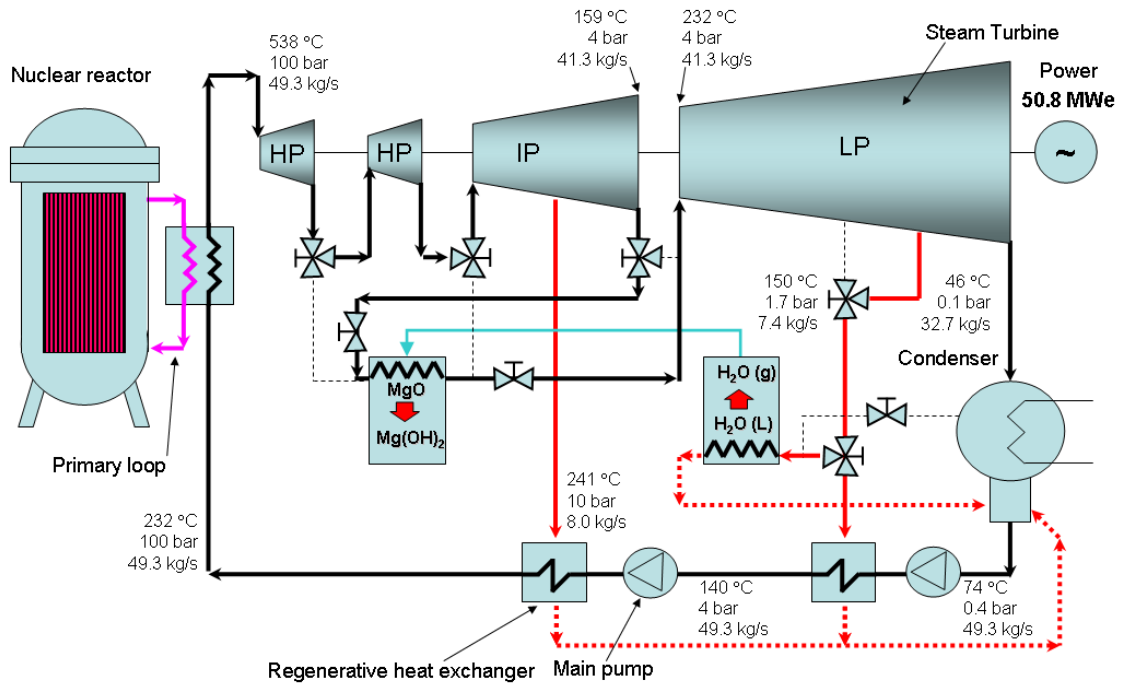 159 °C
4 bar
41.3 kg/s
232 °C
4 bar
41.3 kg/s
Steam Turbine
538 °C
100 bar
49.3 kg/s
Nuclear reactor
Power
50.8 MWe
HP
HP
IP
LP
~
150 °C
1.7 bar
7.4 kg/s
46 °C
0.1 bar
32.7 kg/s
Condenser
MgO
Mg(OH)₂
H₂O (g)
H₂O (L)
Primary loop
241 °C
10 bar
8.0 kg/s
232 °C
100 bar
49.3 kg/s
140 °C
4 bar
49.3 kg/s
74 °C
0.4 bar
49.3 kg/s
Regenerative heat exchanger
Main pump